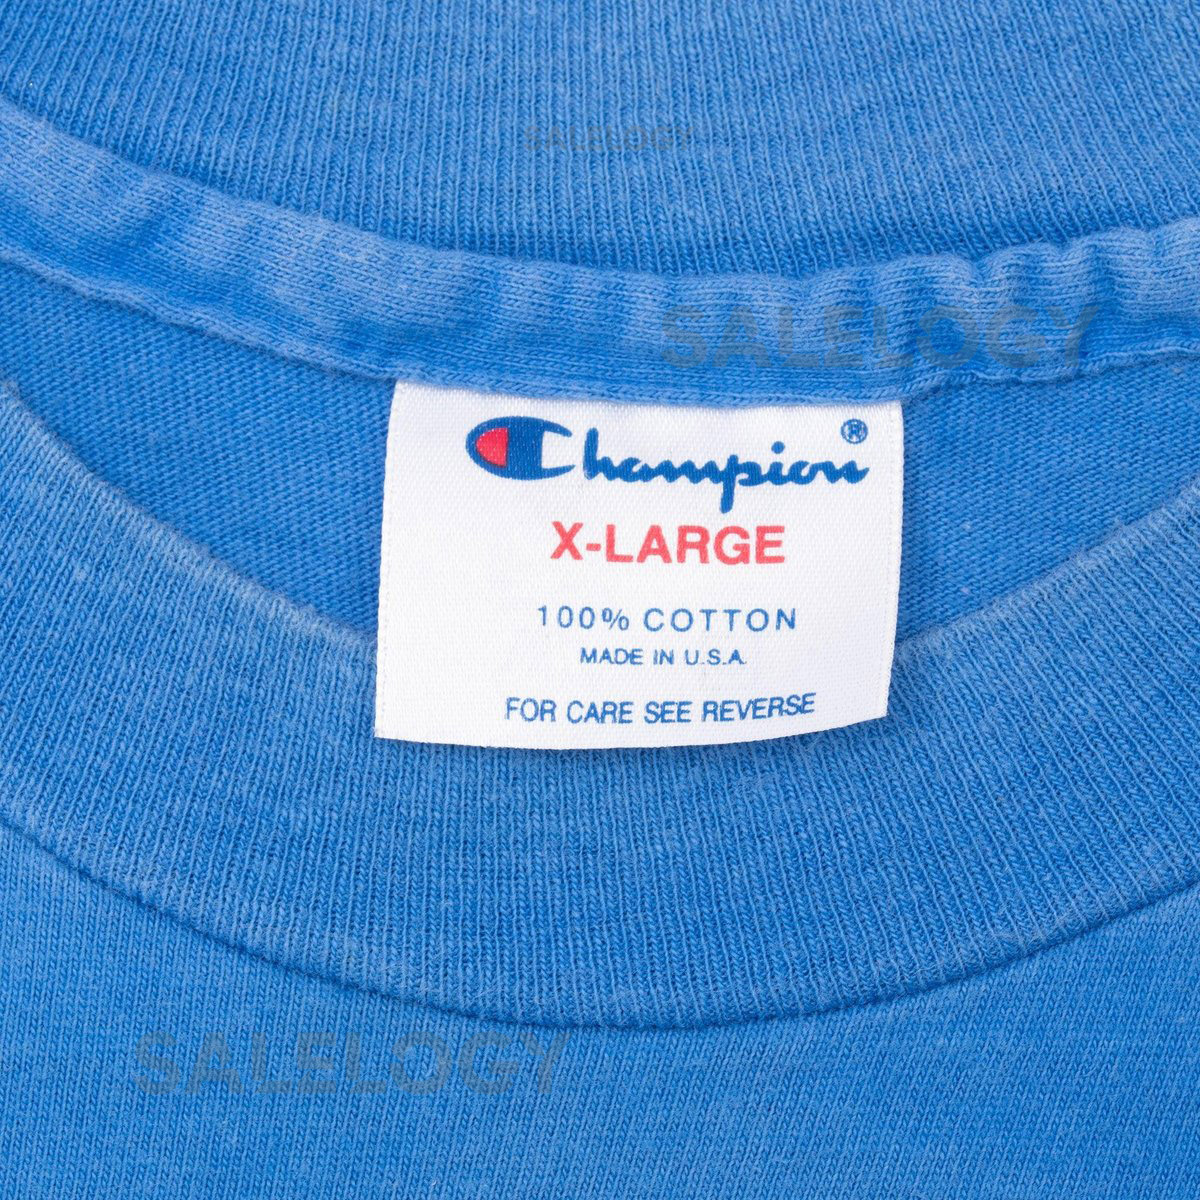 SALELOGY
SALELOGY
Champion®
X-LARGE
100% COTTON
MADE IN U.S.A.
FOR CARE SEE REVERSE
SALELOGY